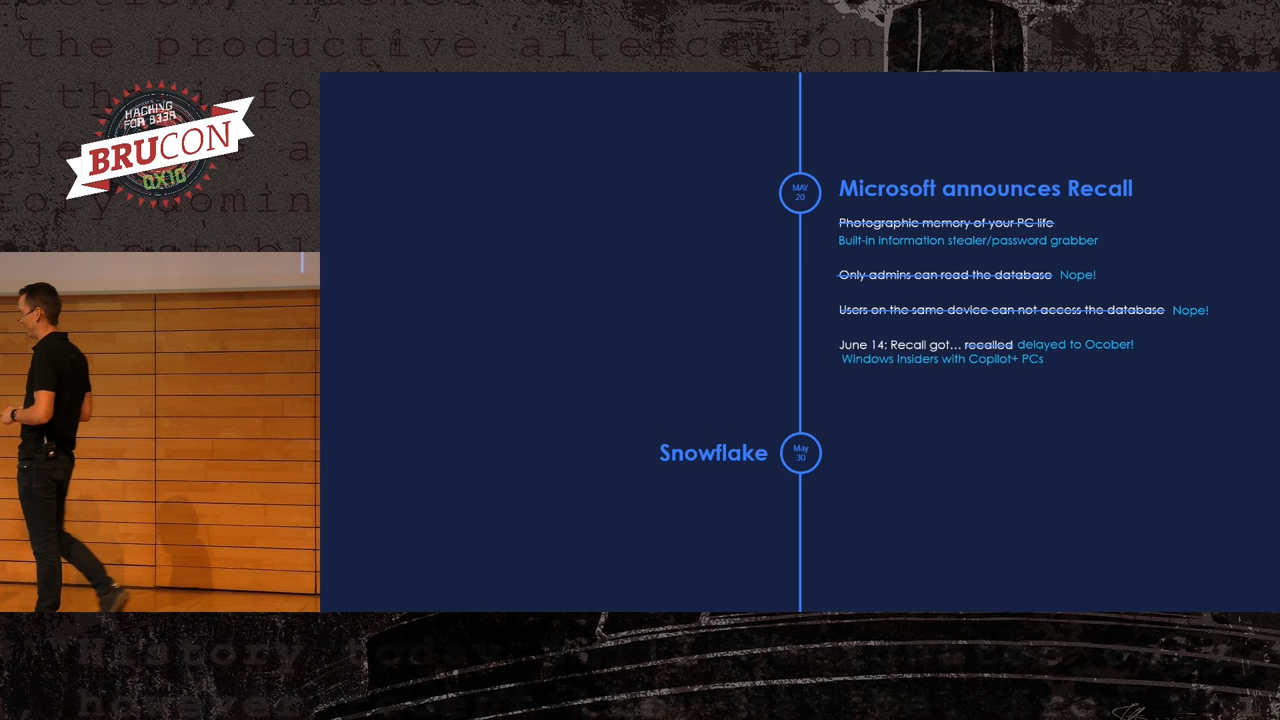 the productive altercation
HACKING
FOR B33R
BRUCON
0X10
MAY
20
Microsoft announces Recall
Photographic memory of your PC life
Built-in information stealer/password grabber
Only admins can read the database Nope!
Users on the same device can not access the database Nope!
June 14: Recall got... recalled delayed to Ocober!
Windows Insiders with Copilot+ PCs
Snowflake
May
30
History today
however